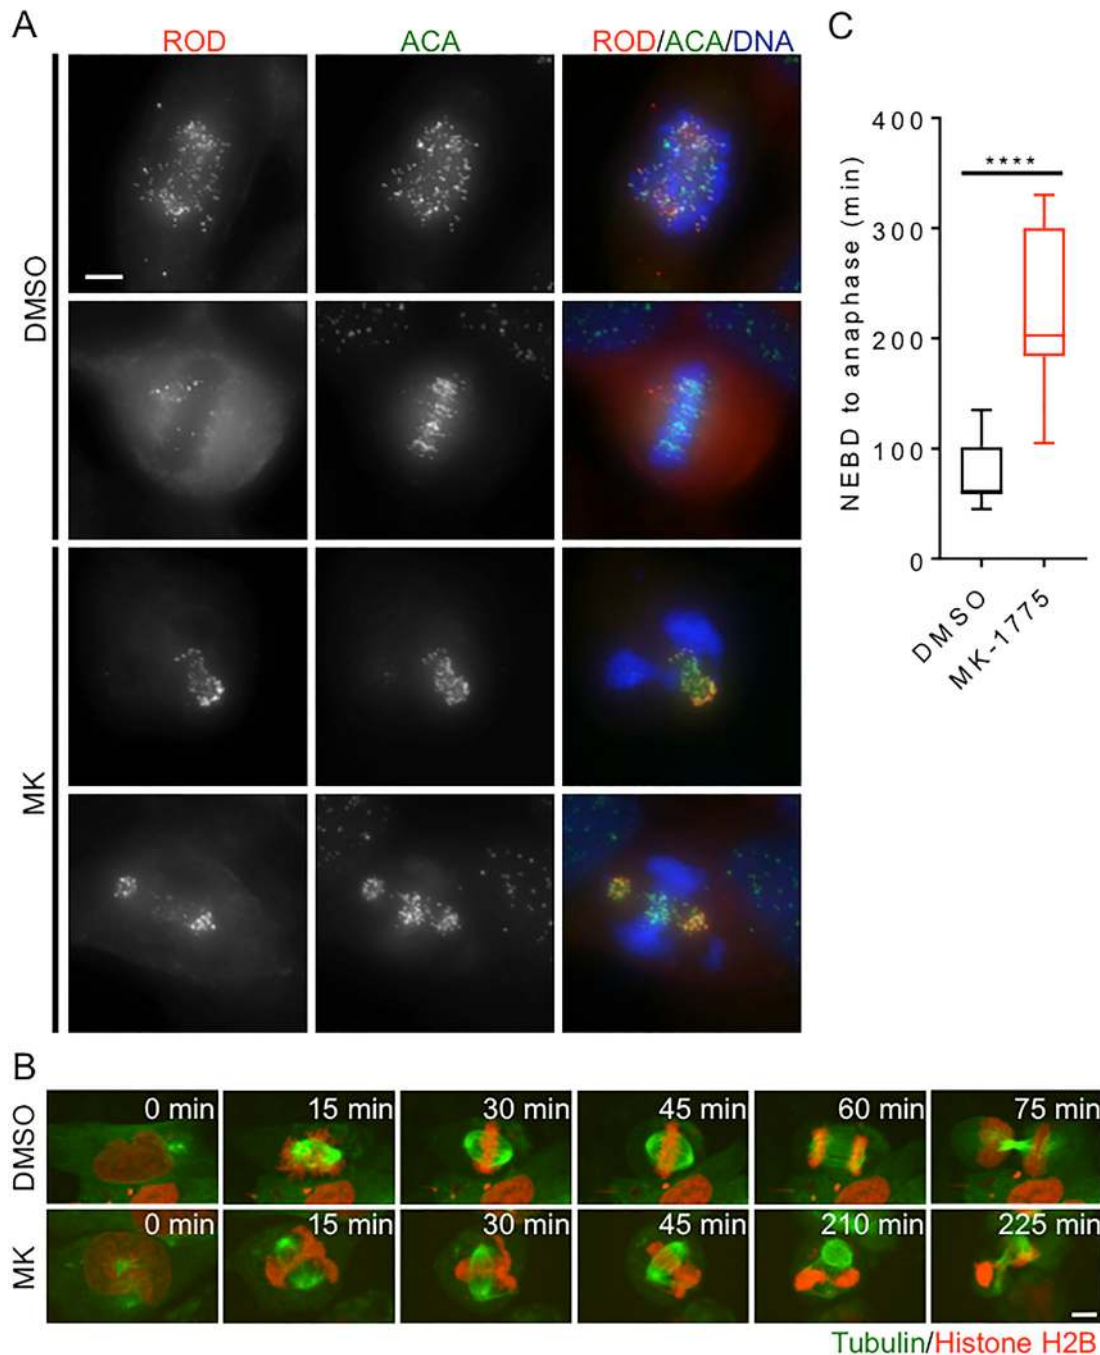 A
ROD
ACA
ROD/ACA/DNA
DMSO
MK
C
NEBD to anaphase (min)
400
300
200
100
0
****
DMSO
MK-1775
B
DMSO
0 min
15 min
30 min
45 min
60 min
75 min
MK
0 min
15 min
30 min
45 min
210 min
225 min
Tubulin/Histone H2B